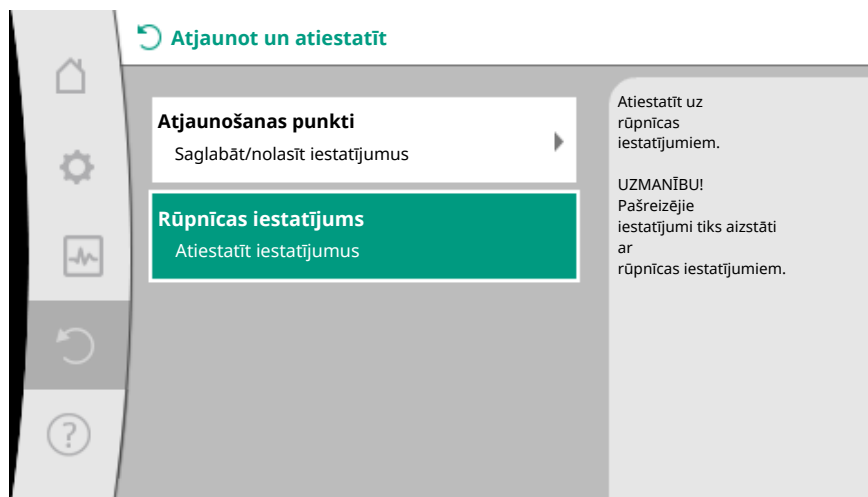 Atjaunot un atiestatīt
Atjaunošanas punkti
Saglabāt/nolasīt iestatījumus
Rūpnīcas iestatījums
Atiestatīt iestatījumus
Atiestatīt uz
rūpnīcas
iestatījumiem.
UZMANĪBU!
Pašreizējie
iestatījumi tiks aizstāti
ar
rūpnīcas iestatījumiem.
?